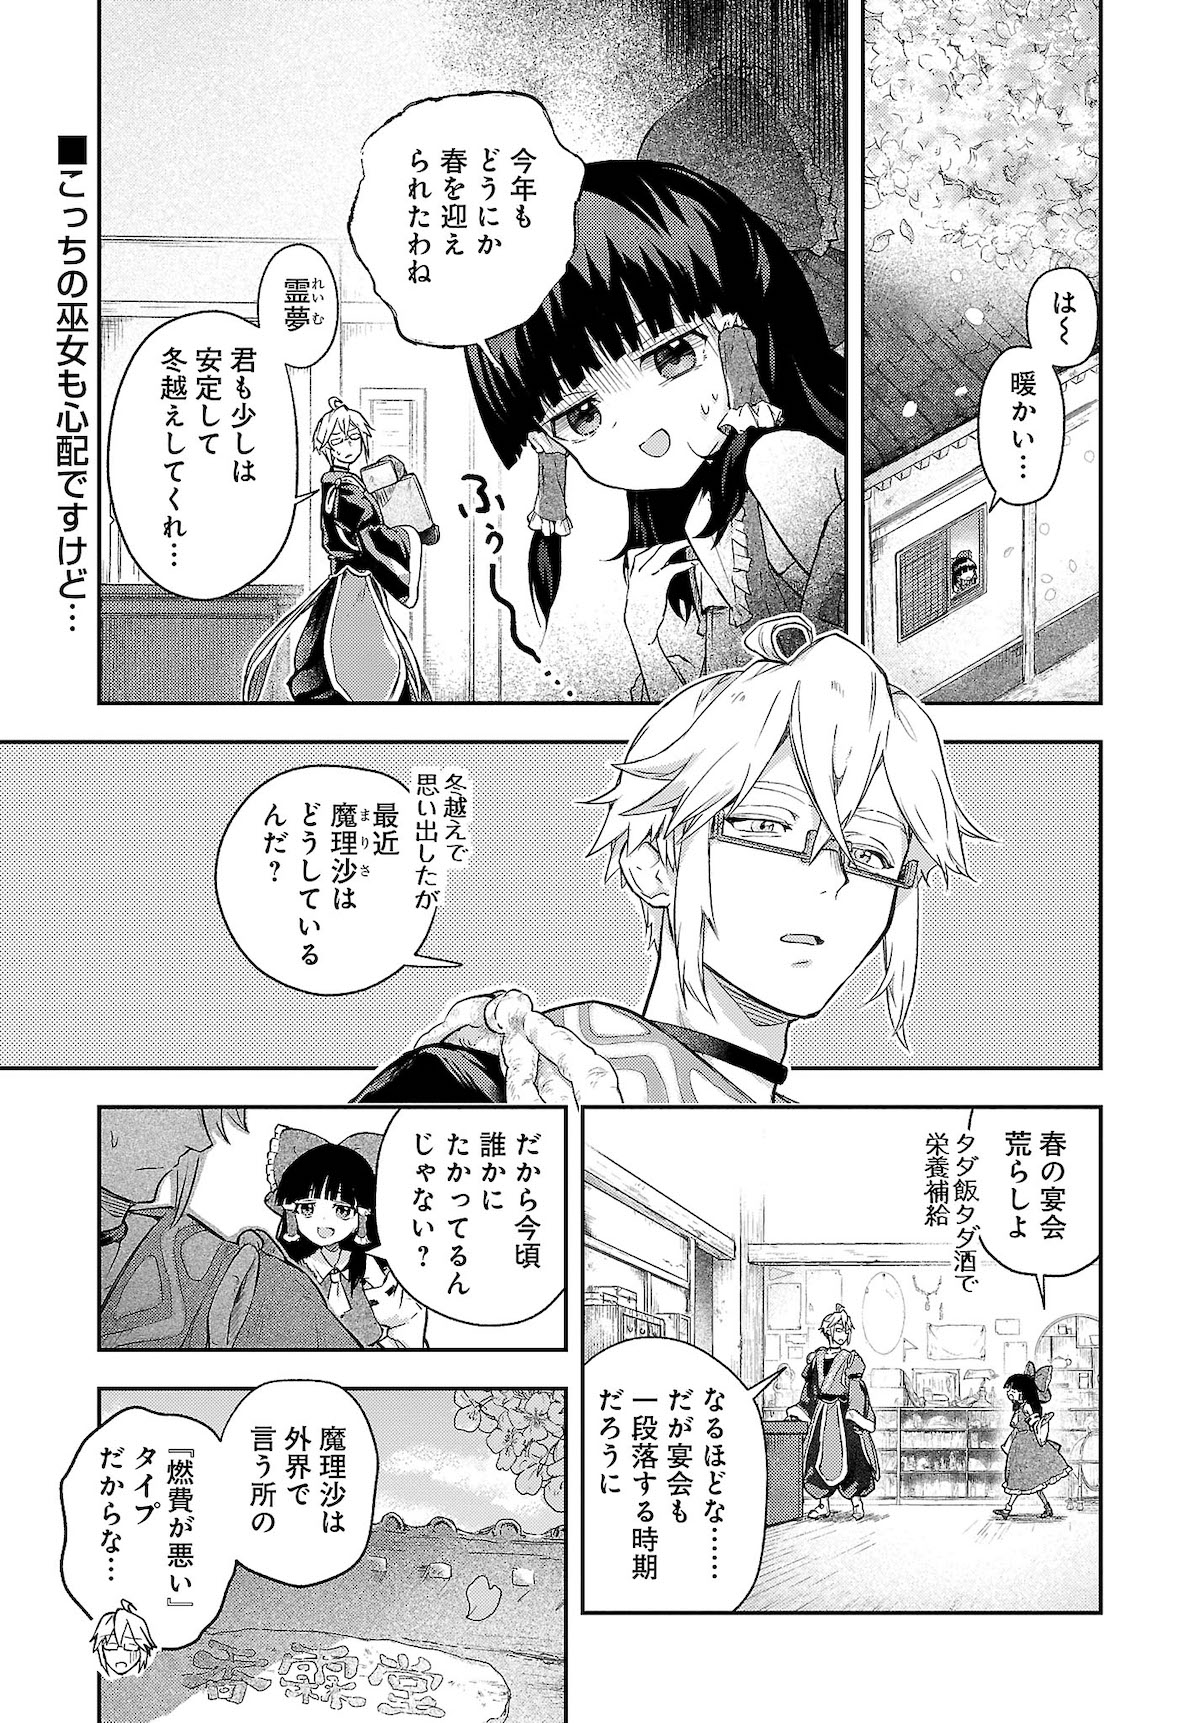 は〜
暖かい…
今年も
どうにか
春を迎え
られたわね
ふぅ…
霊夢
れいむ
君も少しは
安定して
冬越えしてくれ…
■こっちの巫女も心配ですけど…
冬越えで
思い出したが
最近
魔理沙は
まりさ
どうしている
んだ？
春の宴会
荒らしよ
タダ飯タダ酒で
栄養補給
なるほどな……
だが宴会も
一段落する時期
だろうに
だから今頃
誰かに
たかってるん
じゃない？
魔理沙は
外界で
言う所の
『燃費が悪い』
タイプ
だからな…
香霖堂